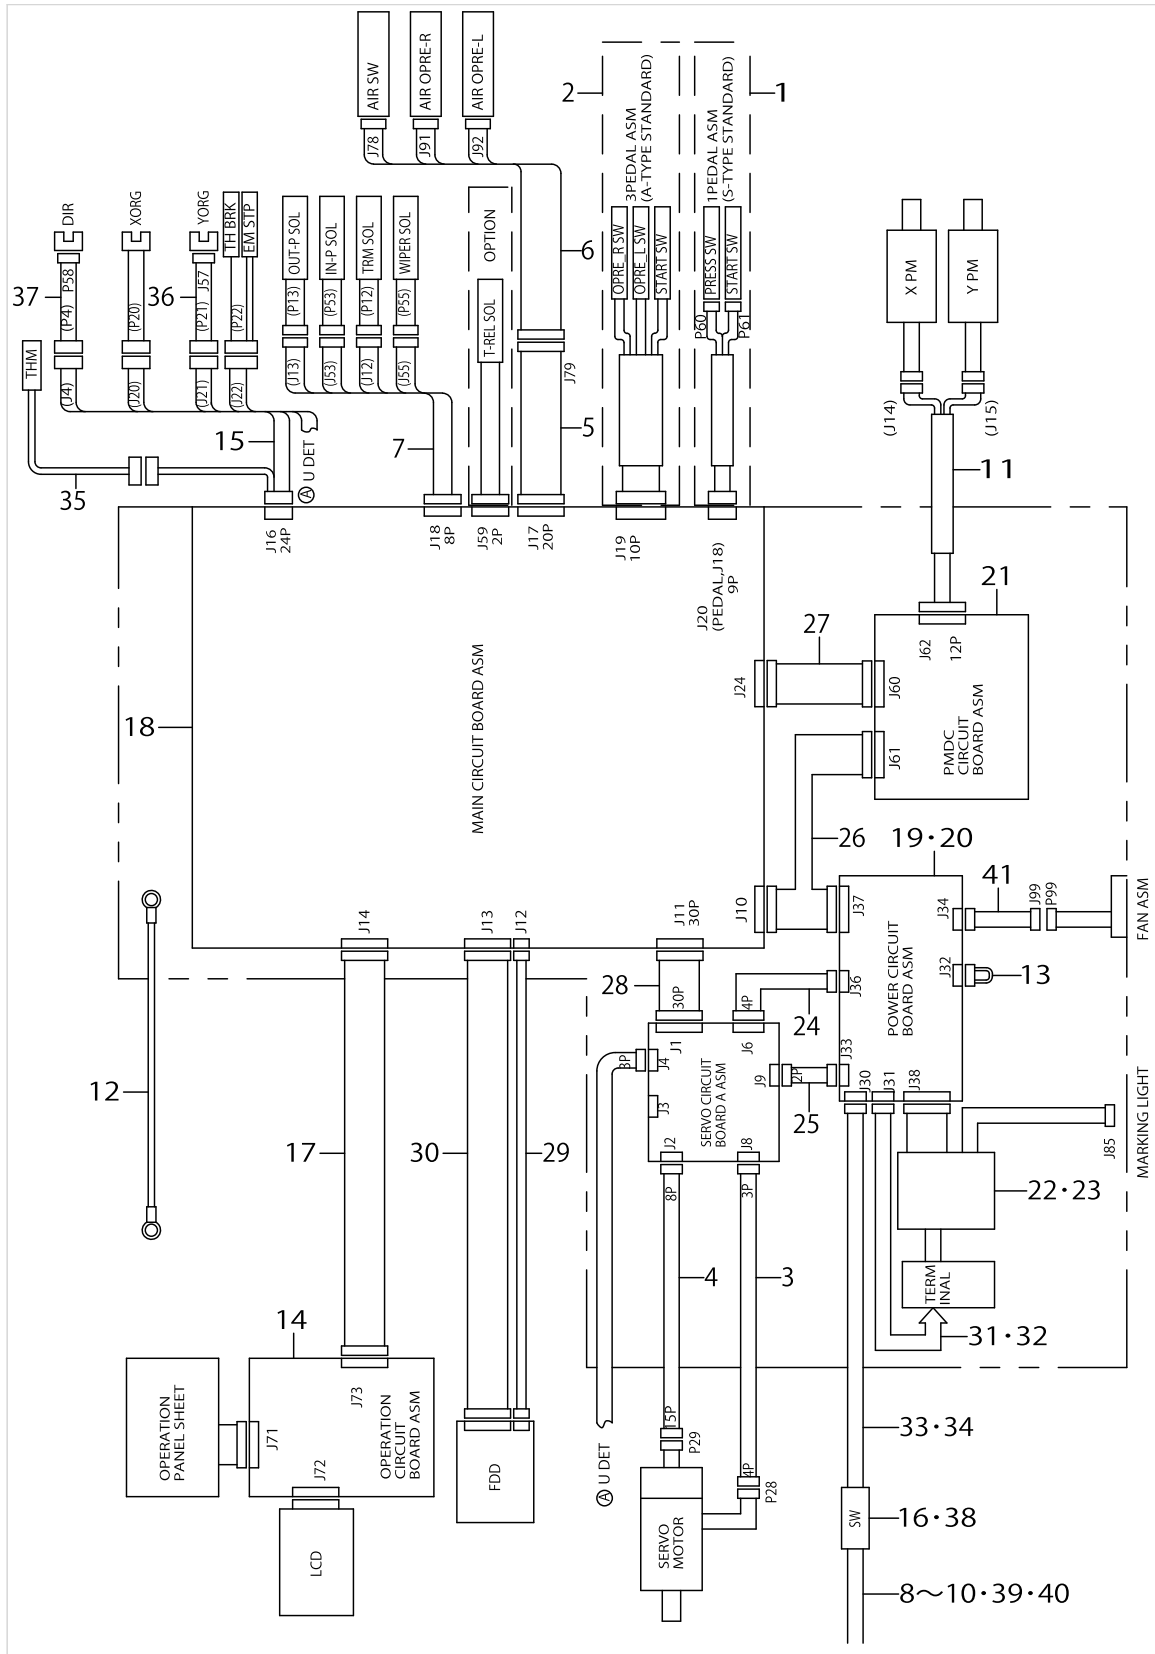 AIR SW
AIR OPRE-R
AIR OPRE-L
J78
J91
J92
2
3PEDAL ASM
(A-TYPE STANDARD)
1PEDAL ASM
(S-TYPE STANDARD)
1
DIR
XORG
YORG
TH BRK
EM STP
OUT-P SOL
IN-P SOL
TRM SOL
WIPER SOL
OPTION
T-REL SOL
6
OPRE_R SW
OPRE_L SW
START SW
PRESS SW
START SW
X PM
Y PM
37
(P4)
P58
(P20)
36
(P21)
J57
(P22)
(P13)
(P53)
(P12)
(P55)
P60
P61
THM
(J4)
(J20)
(J21)
(J22)
(J13)
(J53)
(J12)
(J55)
J79
(J14)
(J15)
15
Ⓐ U DET
7
5
11
35
J16
24P
J18
8P
J59
2P
J17
20P
J19
10P
J20
(PEDAL,J18)
9P
21
J62
12P
27
J24
J60
18
MAIN CIRCUIT BOARD ASM
J61
PMDC
CIRCUIT
BOARD ASM
26
19・20
41
J10
J37
J34
J99
P99
FAN ASM
J14
J13
J12
J11
30P
28
30P
4P
24
J36
J32
13
POWER CIRCUIT
BOARD ASM
J1
J6
3P
J4
J3
J9
2P
25
J33
J30
J31
J38
SERVO CIRCUIT
BOARD A ASM
J2
J8
12
17
30
29
8P
3P
MARKING LIGHT
J85
22・23
4
3
TERM
INAL
31・32
14
OPERATION
PANEL SHEET
J71
J73
J72
OPERATION
CIRCUIT
BOARD ASM
LCD
FDD
Ⓐ U DET
15P
P29
4P
P28
SERVO
MOTOR
33・34
SW
16・38
8～10・39・40